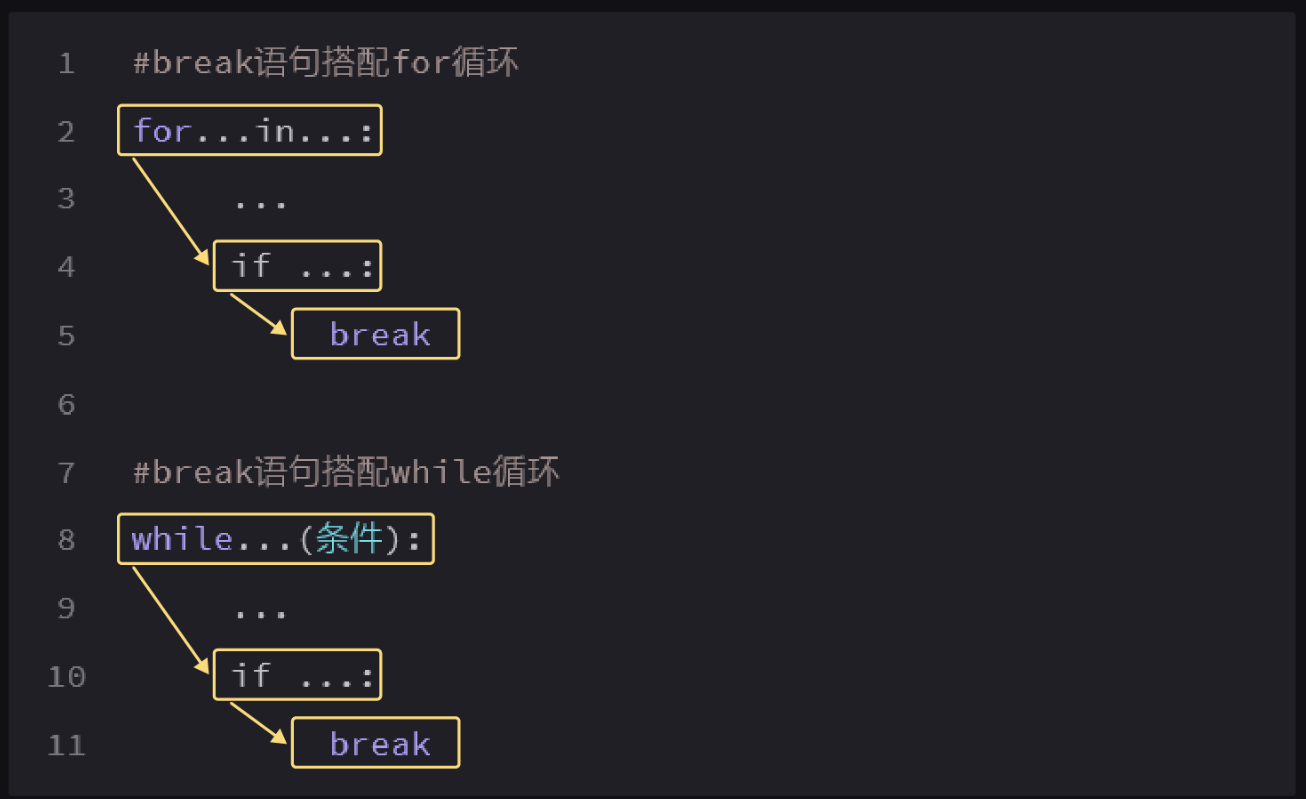 1 #break语句搭配for循环
2 for...in...:
3 ...
4 if ...:
5 break
6
7 #break语句搭配while循环
8 while...(条件):
9 ...
10 if ...:
11 break